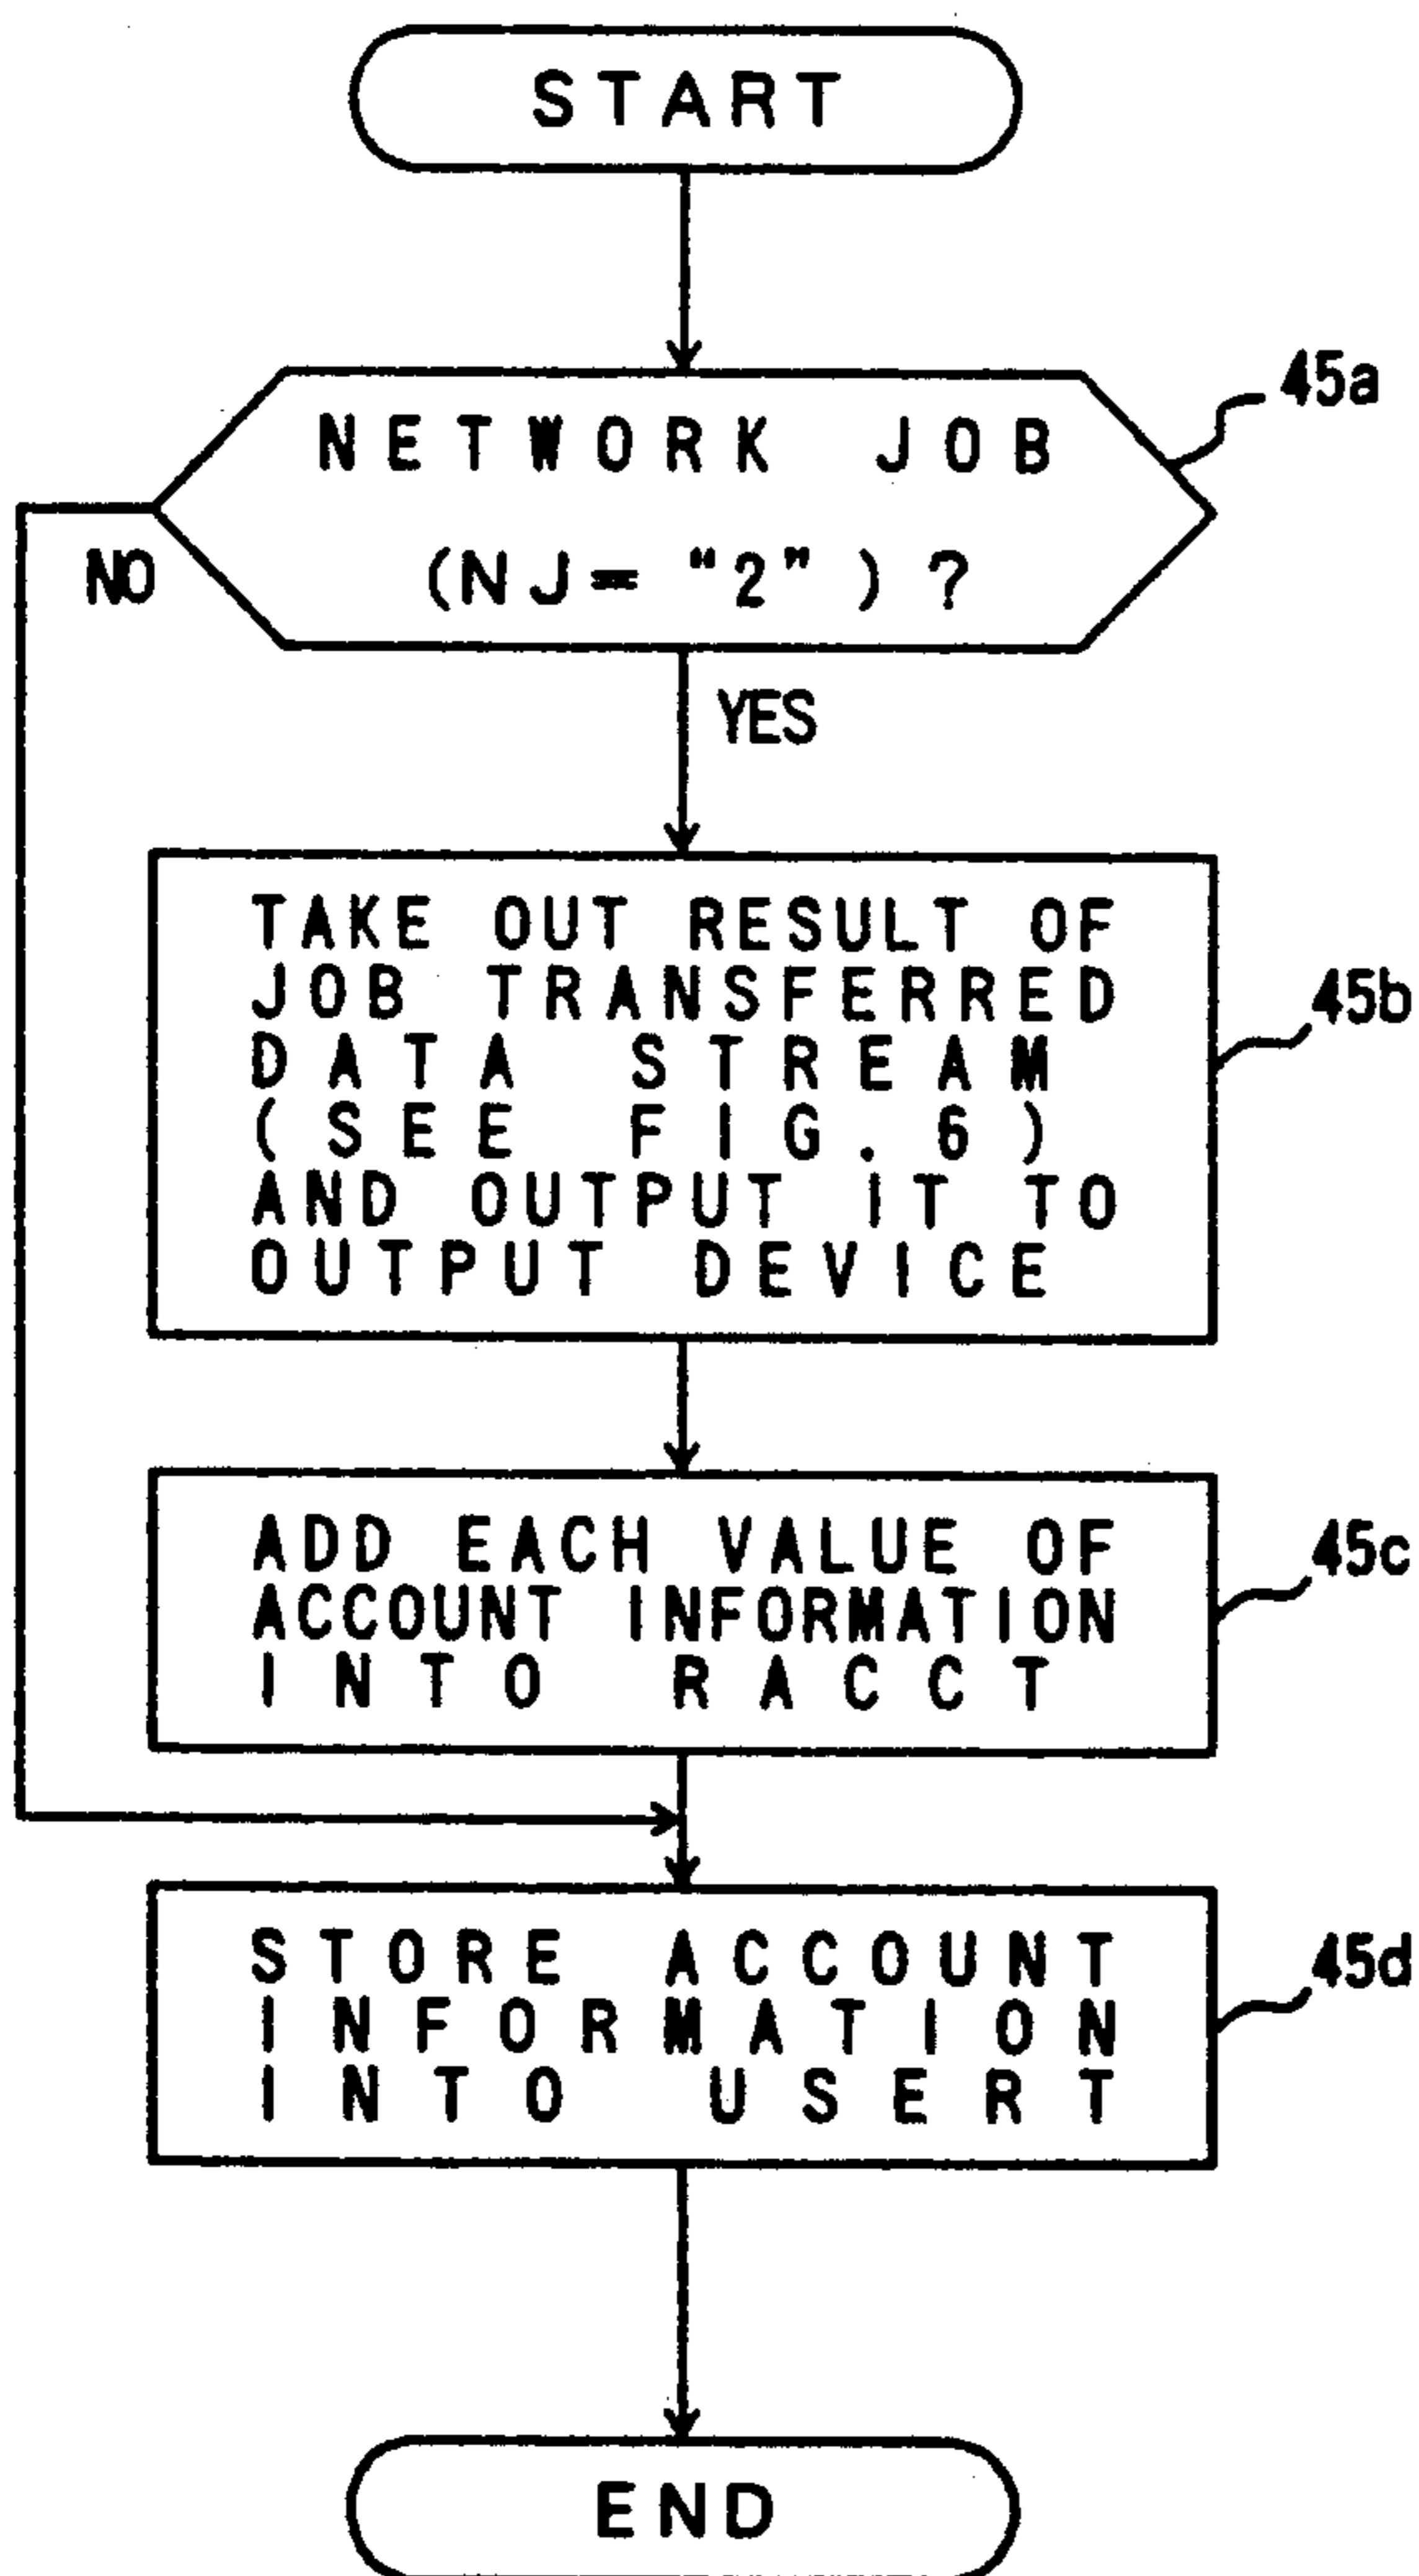 START
45a
NETWORK JOB
(NJ="2")?
NO
YES
TAKE OUT RESULT OF
JOB TRANSFERRED
DATA STREAM
(SEE FIG.6)
AND OUTPUT IT TO
OUTPUT DEVICE
45b
ADD EACH VALUE OF
ACCOUNT INFORMATION
INTO RACCT
45c
STORE ACCOUNT
INFORMATION
INTO USERT
45d
END